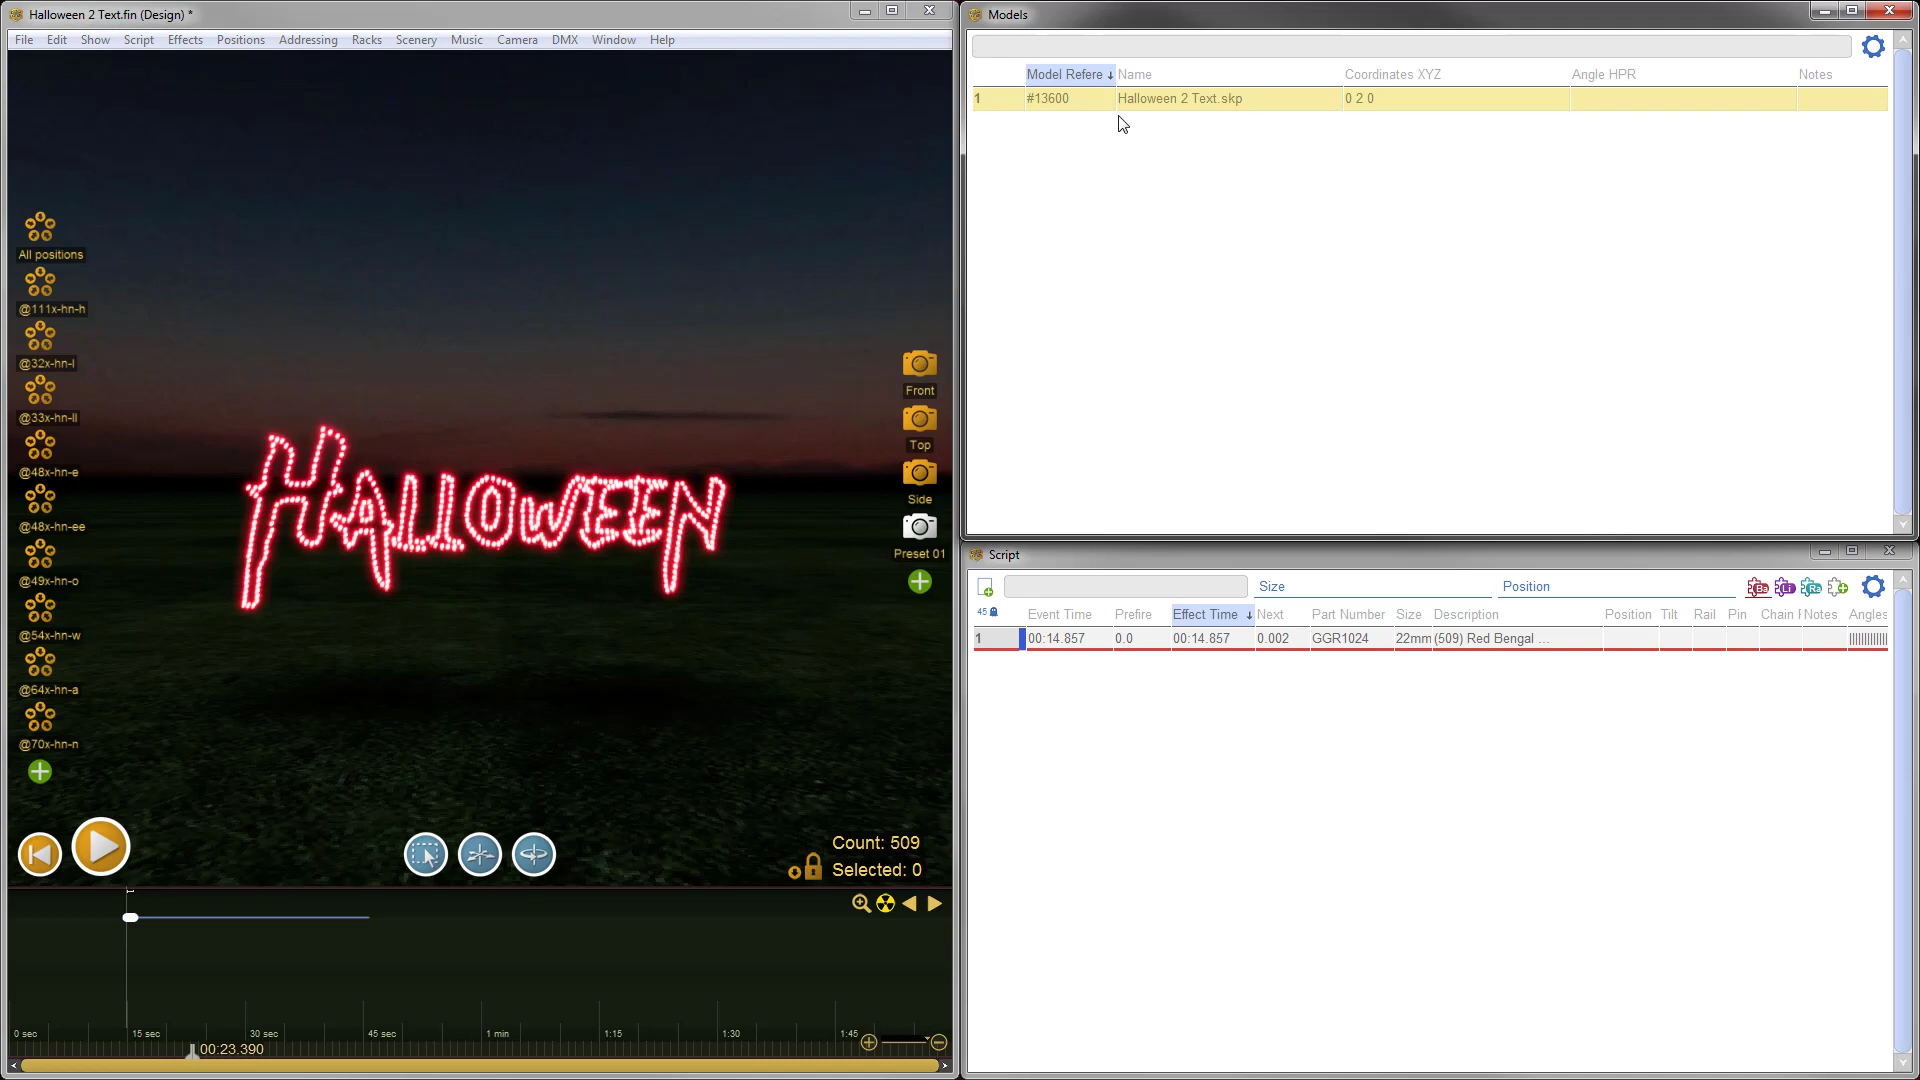 Halloween 2 Text.fin (Design) *
File Edit Show Script Effects Positions Addressing Racks Scenery Music Camera DMX Window Help
All positions
@111x-hn-h
@32x-hn-l
@33x-hn-ll
@48x-hn-e
@48x-hn-ee
@49x-hn-o
@54x-hn-w
@64x-hn-a
@70x-hn-n
HALLOWEEN
Front
Top
Side
Preset 01
Count: 509
Selected: 0
0 sec 15 sec 30 sec 45 sec 1 min 1:15 1:30 1:45
00:23.390
Models
Model Refere Name Coordinates XYZ Angle HPR Notes
1 #13600 Halloween 2 Text.skp 0 2 0
Script
Size Position
45 Event Time Prefire Effect Time Next Part Number Size Description Position Tilt Rail Pin Chain Notes Angles
1 00:14.857 0.0 00:14.857 0.002 GGR1024 22mm (509) Red Bengal ...